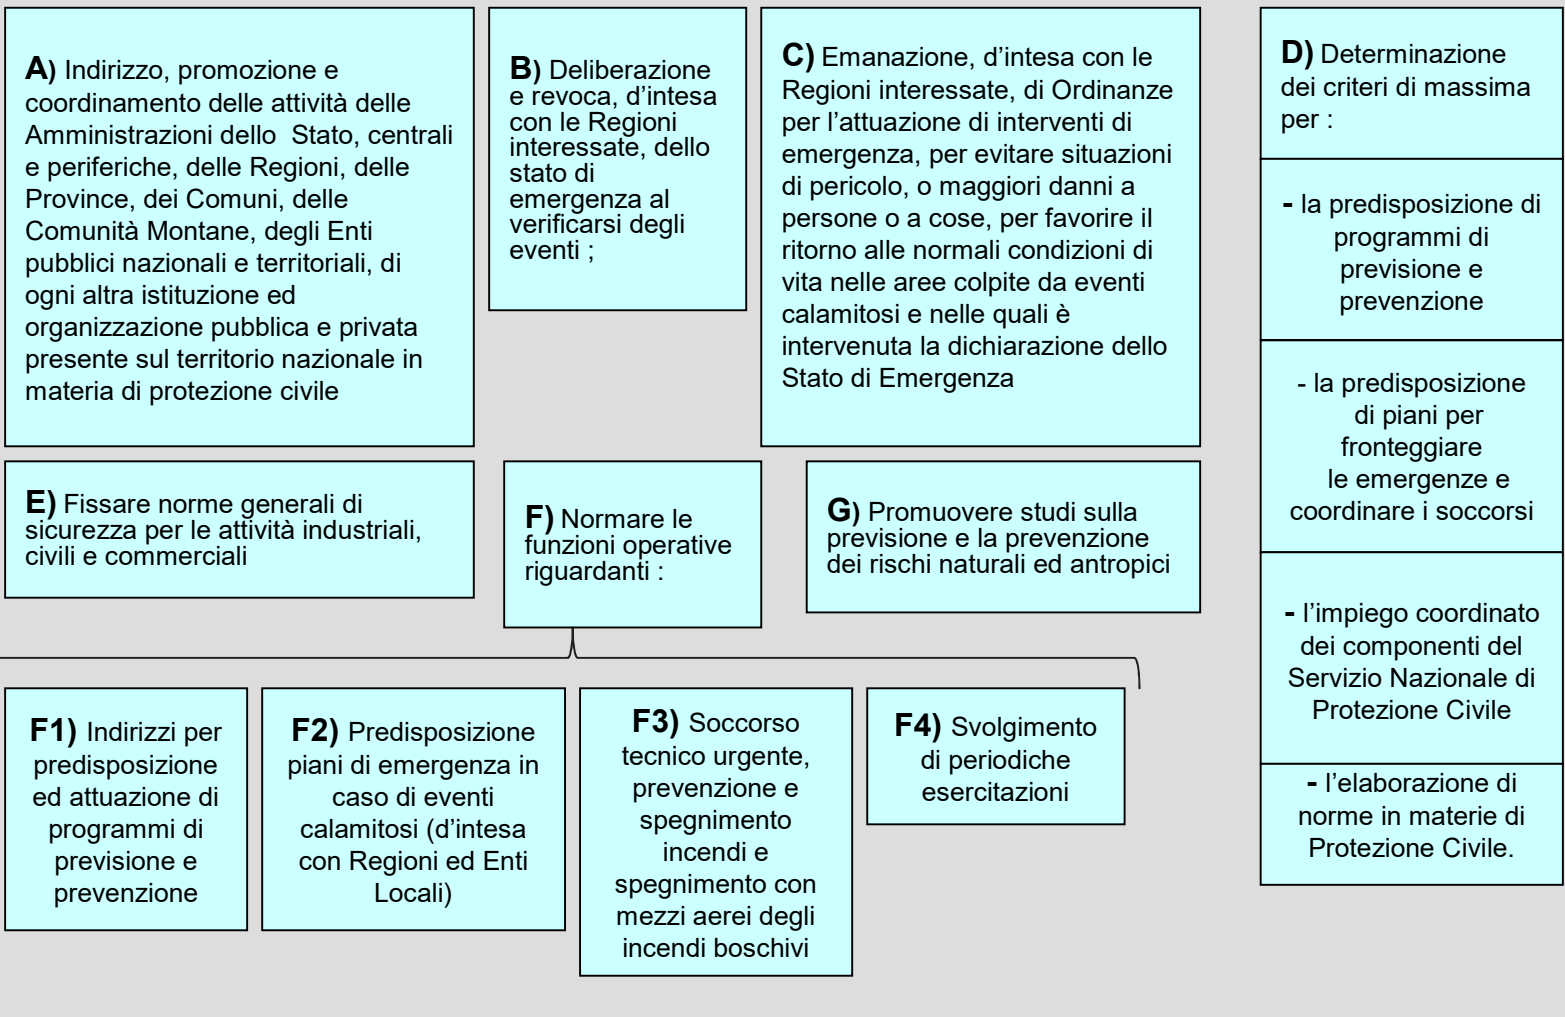 A) Indirizzo, promozione e
coordinamento delle attività delle
Amministrazioni dello Stato, centrali
e periferiche, delle Regioni, delle
Province, dei Comuni, delle
Comunità Montane, degli Enti
pubblici nazionali e territoriali, di
ogni altra istituzione ed
organizzazione pubblica e privata
presente sul territorio nazionale in
materia di protezione civile
B) Deliberazione
e revoca, d’intesa
con le Regioni
interessate, dello
stato di
emergenza al
verificarsi degli
eventi ;
C) Emanazione, d’intesa con le
Regioni interessate, di Ordinanze
per l’attuazione di interventi di
emergenza, per evitare situazioni
di pericolo, o maggiori danni a
persone o a cose, per favorire il
ritorno alle normali condizioni di
vita nelle aree colpite da eventi
calamitosi e nelle quali è
intervenuta la dichiarazione dello
Stato di Emergenza
D) Determinazione
dei criteri di massima
per :
- la predisposizione di
programmi di
previsione e
prevenzione
- la predisposizione
di piani per
fronteggiare
le emergenze e
coordinare i soccorsi
- l’impiego coordinato
dei componenti del
Servizio Nazionale di
Protezione Civile
- l’elaborazione di
norme in materie di
Protezione Civile.
E) Fissare norme generali di
sicurezza per le attività industriali,
civili e commerciali
F) Normare le
funzioni operative
riguardanti :
G) Promuovere studi sulla
previsione e la prevenzione
dei rischi naturali ed antropici
F1) Indirizzi per
predisposizione
ed attuazione di
programmi di
previsione e
prevenzione
F2) Predisposizione
piani di emergenza in
caso di eventi
calamitosi (d’intesa
con Regioni ed Enti
Locali)
F3) Soccorso
tecnico urgente,
prevenzione e
spegnimento
incendi e
spegnimento con
mezzi aerei degli
incendi boschivi
F4) Svolgimento
di periodiche
esercitazioni